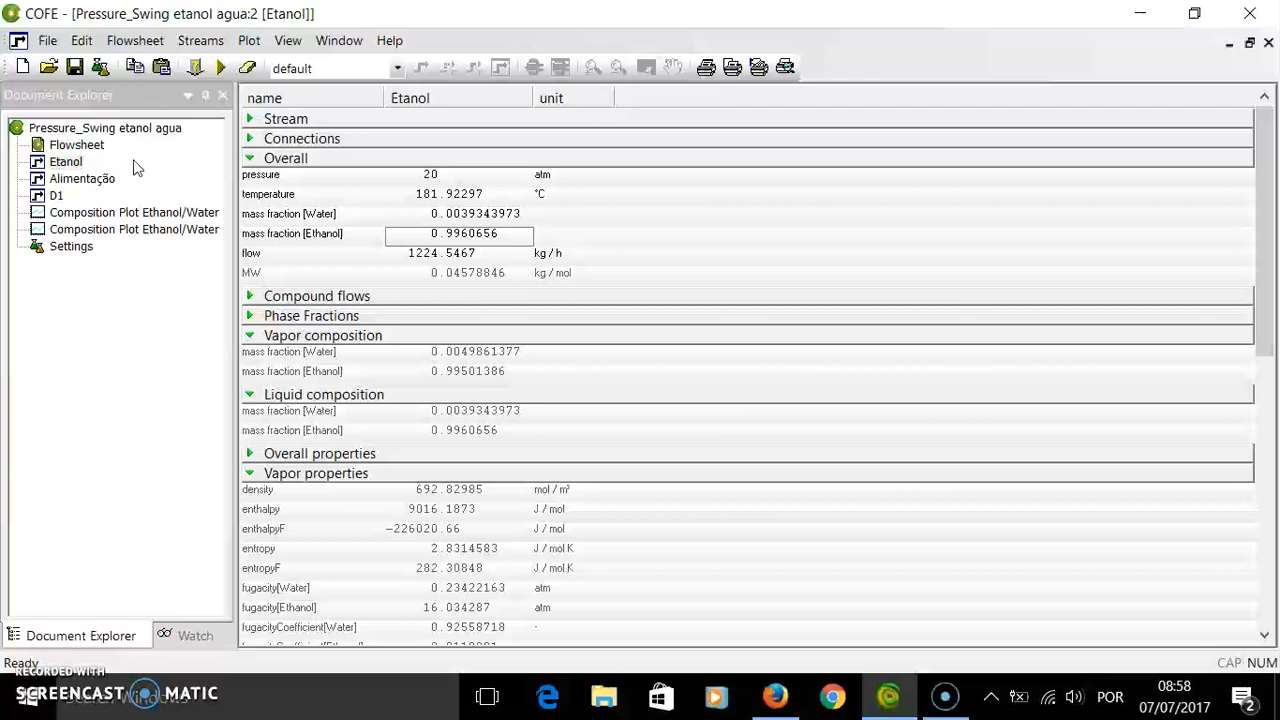 COFE - [Pressure_Swing etanol agua:2 [Etanol]]
File Edit Flowsheet Streams Plot View Window Help
default
Document Explorer
name Etanol unit
Pressure_Swing etanol agua
Flowsheet
Etanol
Alimentação
D1
Composition Plot Ethanol/Water
Composition Plot Ethanol/Water
Settings
Stream
Connections
Overall
pressure 20 atm
temperature 181.92297 °C
mass fraction [Water] 0.0039343973
mass fraction [Ethanol] 0.9960656
flow 1224.5467 kg / h
MW 0.04578846 kg / mol
Compound flows
Phase Fractions
Vapor composition
mass fraction [Water] 0.0049861377
mass fraction [Ethanol] 0.99501386
Liquid composition
mass fraction [Water] 0.0039343973
mass fraction [Ethanol] 0.9960656
Overall properties
Vapor properties
density 692.82985 mol / m³
enthalpy 9016.1873 J / mol
enthalpyF -226020.66 J / mol
entropy 2.8314583 J / mol K
entropyF 282.30848 J / mol K
fugacity[Water] 0.23422163 atm
fugacity[Ethanol] 16.034287 atm
fugacityCoefficient[Water] 0.92558718 -
Document Explorer Watch
Ready CAP NUM
RECORDED WITH
SCREENCAST MATIC
Search Windows
POR
08:58
07/07/2017
2